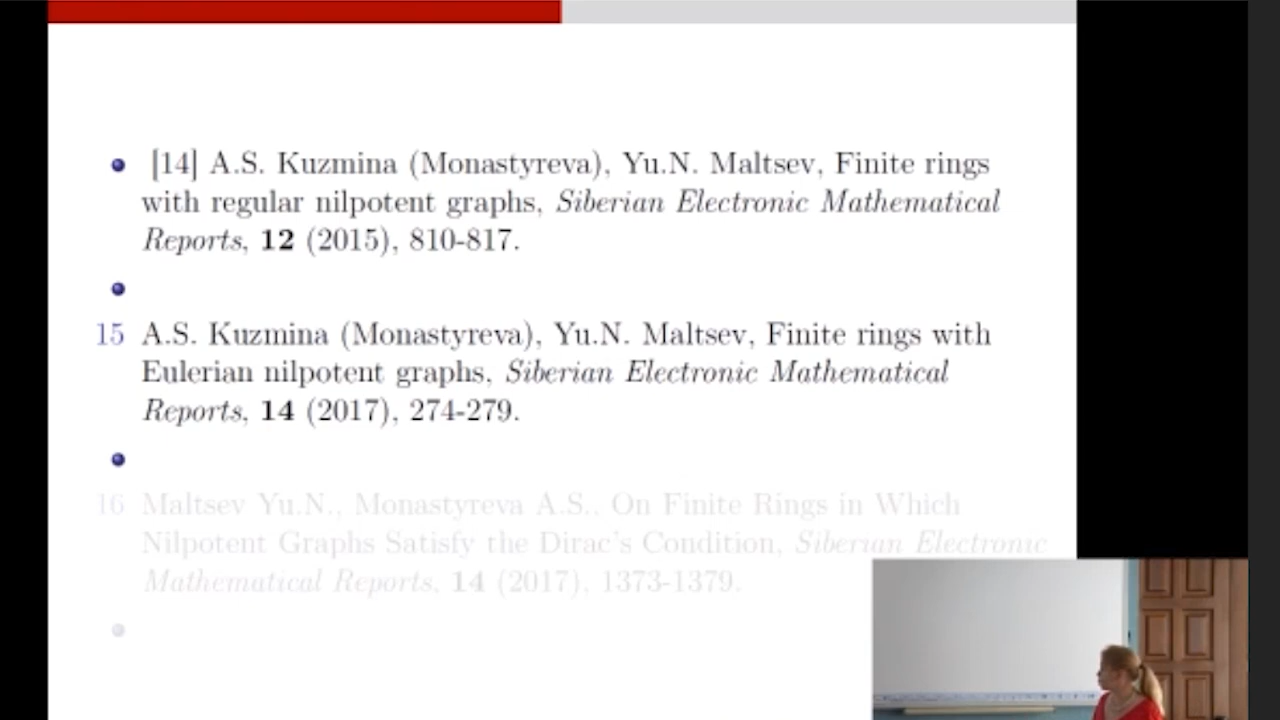 [14] A.S. Kuzmina (Monastyreva), Yu.N. Maltsev, Finite rings
with regular nilpotent graphs, Siberian Electronic Mathematical
Reports, 12 (2015), 810-817.
15 A.S. Kuzmina (Monastyreva), Yu.N. Maltsev, Finite rings with
Eulerian nilpotent graphs, Siberian Electronic Mathematical
Reports, 14 (2017), 274-279.
16 Maltsev Yu.N., Monastyreva A.S., On Finite Rings in Which
Nilpotent Graphs Satisfy the Dirac's Condition, Siberian Electronic
Mathematical Reports, 14 (2017), 1373-1379.